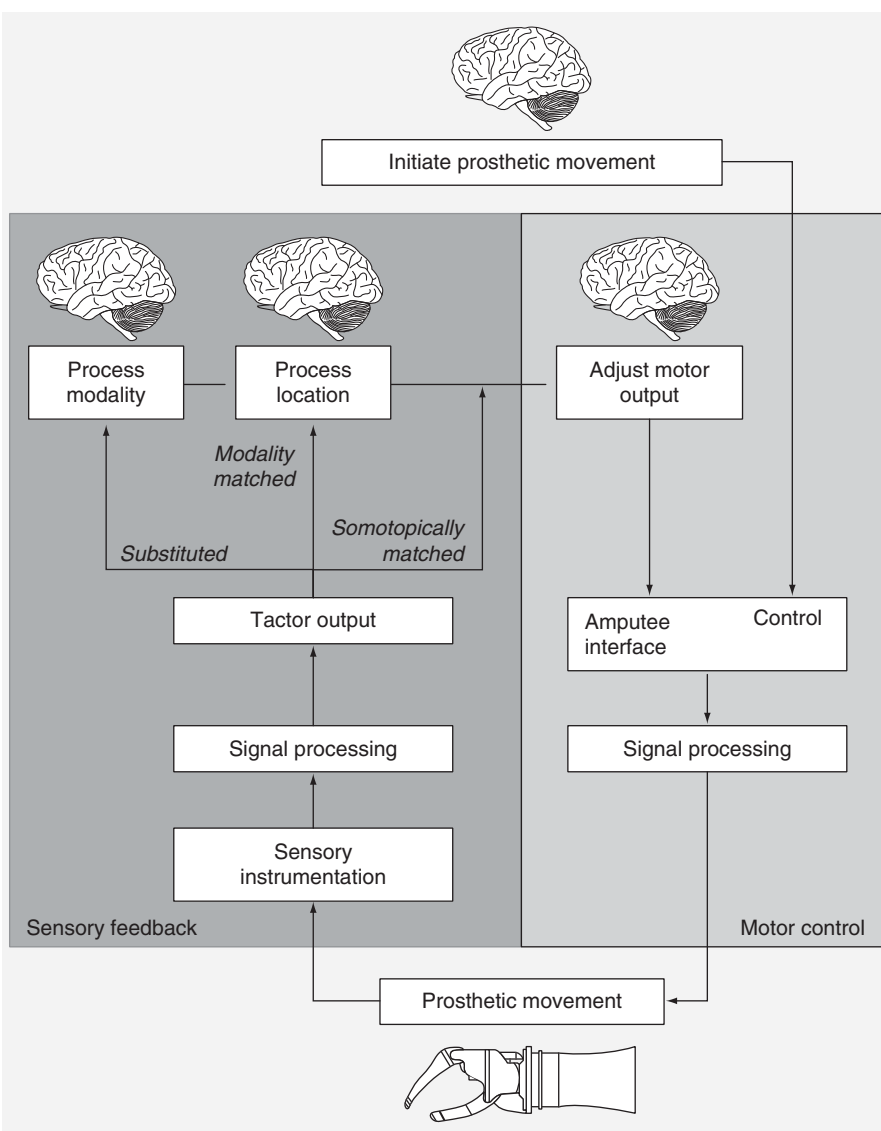 Initiate prosthetic movement
Process
modality
Process
location
Adjust motor
output
Modality
matched
Substituted
Somotopically
matched
Tactor output
Amputee
interface
Control
Signal processing
Signal processing
Sensory
instrumentation
Sensory feedback
Motor control
Prosthetic movement